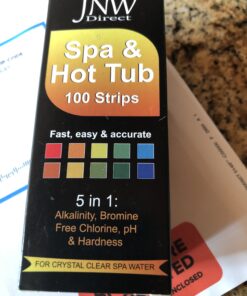 JNW
Direct
Spa &
Hot Tub
100 Strips
Fast, easy & accurate
5 in 1:
Alkalinity, Bromine
Free Chlorine, pH
& Hardness
FOR CRYSTAL CLEAR SPA WATER